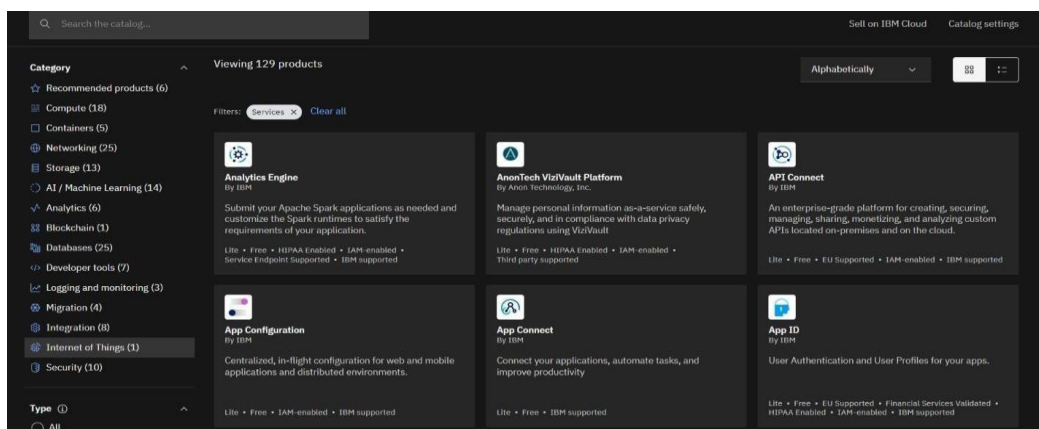 Search the catalog...
Sell on IBM Cloud
Catalog settings
Category
Recommended products (6)
Compute (18)
Containers (5)
Networking (25)
Storage (13)
AI / Machine Learning (14)
Analytics (6)
Blockchain (1)
Databases (25)
Developer tools (7)
Logging and monitoring (3)
Migration (4)
Integration (8)
Internet of Things (1)
Security (10)
Type
All
Viewing 129 products
Alphabetically
Filters: Services × Clear all
Analytics Engine
By IBM
Submit your Apache Spark applications as needed and
customize the Spark runtimes to satisfy the
requirements of your application.
Lite • Free • HIPAA Enabled • IAM-enabled •
Service Endpoint Supported • IBM supported
AnonTech ViziVault Platform
By Anon Technology, Inc.
Manage personal information as-a-service safely,
securely, and in compliance with data privacy
regulations using ViziVault
Lite • Free • HIPAA Enabled • IAM-enabled •
Third party supported
API Connect
By IBM
An enterprise-grade platform for creating, securing,
managing, sharing, monetizing, and analyzing custom
APIs located on-premises and on the cloud.
Lite • Free • EU Supported • IAM-enabled • IBM supported
App Configuration
By IBM
Centralized, in-flight configuration for web and mobile
applications and distributed environments.
Lite • Free • IAM-enabled • IBM supported
App Connect
By IBM
Connect your applications, automate tasks, and
improve productivity
Lite • Free • IBM supported
App ID
By IBM
User Authentication and User Profiles for your apps.
Lite • Free • EU Supported • Financial Services Validated •
HIPAA Enabled • IAM-enabled • IBM supported